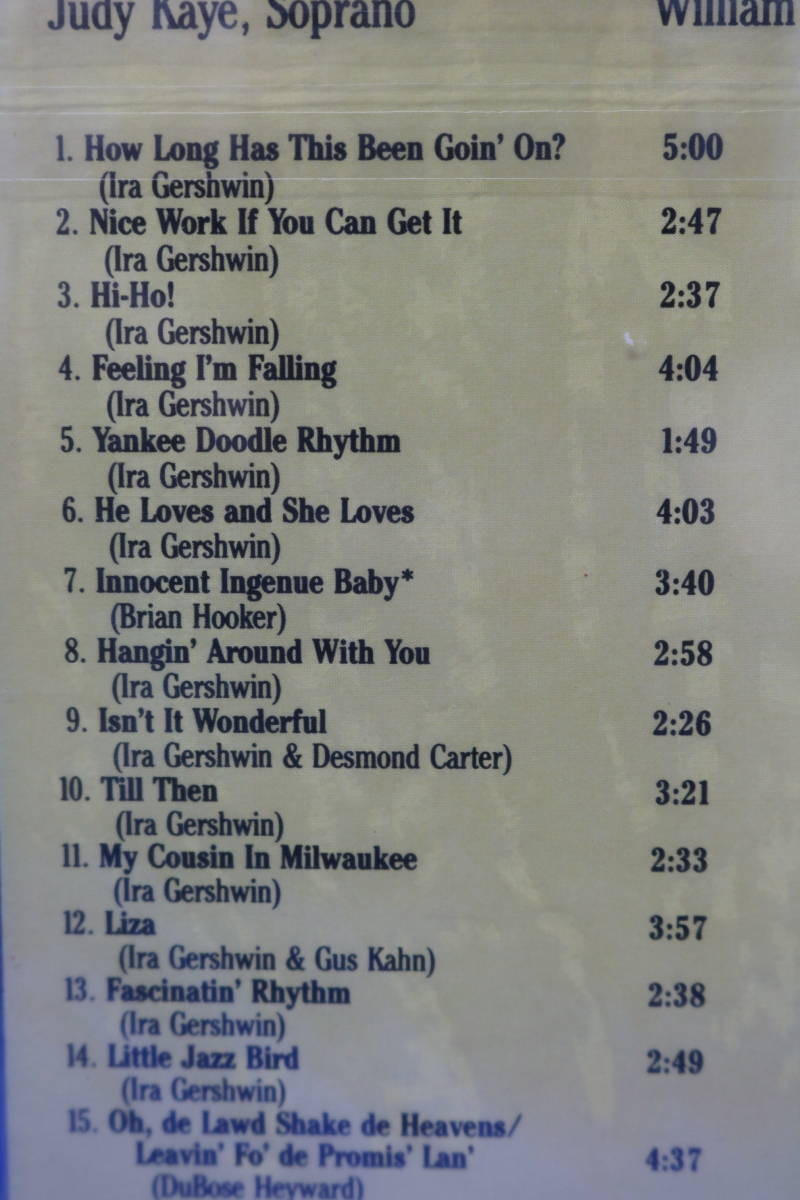 Judy Kaye, Soprano William
1. How Long Has This Been Goin' On? 5:00
(Ira Gershwin)
2. Nice Work If You Can Get It 2:47
(Ira Gershwin)
3. Hi-Ho! 2:37
(Ira Gershwin)
4. Feeling I'm Falling 4:04
(Ira Gershwin)
5. Yankee Doodle Rhythm 1:49
(Ira Gershwin)
6. He Loves and She Loves 4:03
(Ira Gershwin)
7. Innocent Ingenue Baby* 3:40
(Brian Hooker)
8. Hangin' Around With You 2:58
(Ira Gershwin)
9. Isn't It Wonderful 2:26
(Ira Gershwin & Desmond Carter)
10. Till Then 3:21
(Ira Gershwin)
11. My Cousin In Milwaukee 2:33
(Ira Gershwin)
12. Liza 3:57
(Ira Gershwin & Gus Kahn)
13. Fascinatin' Rhythm 2:38
(Ira Gershwin)
14. Little Jazz Bird 2:49
(Ira Gershwin)
15. Oh, de Lawd Shake de Heavens/
Leavin' Fo' de Promis' Lan' 4:37
(DuBose Heyward)